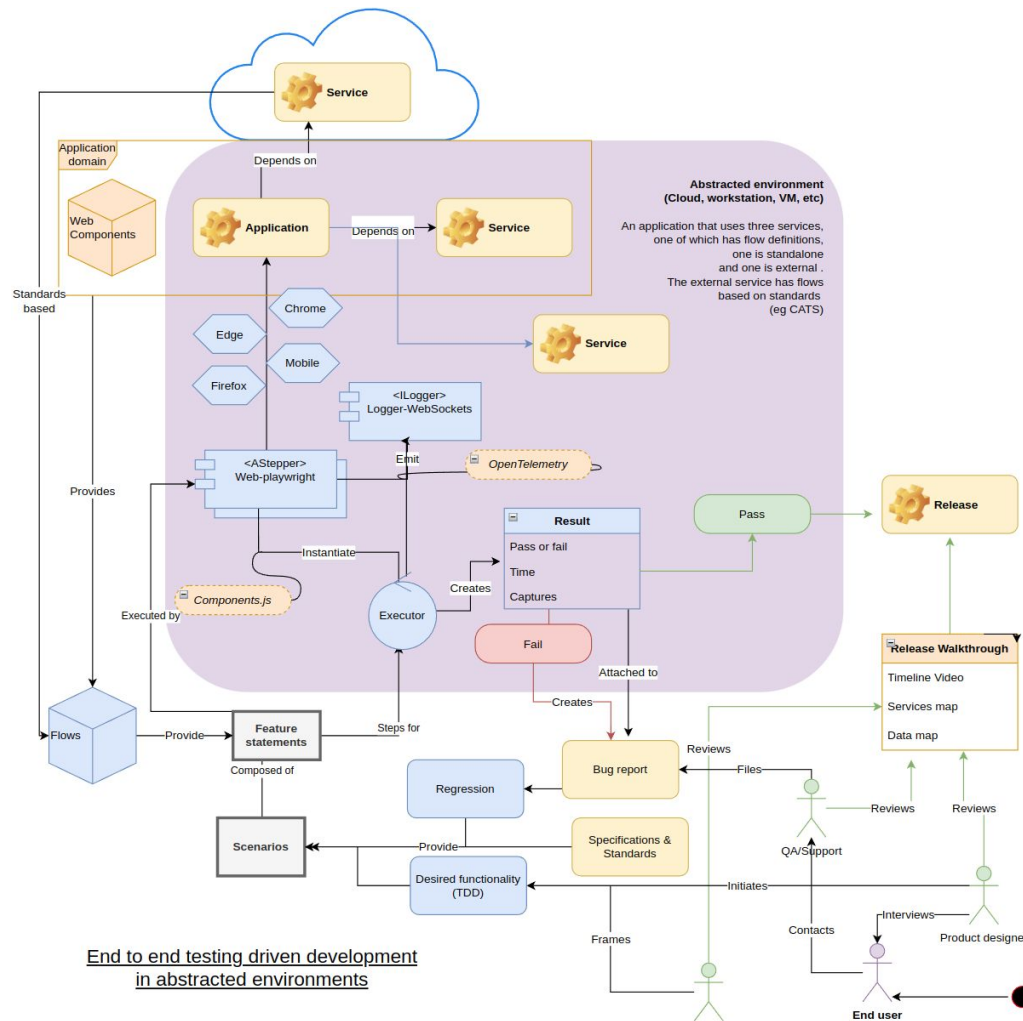 Service
Application
domain
Depends on
Abstracted environment
(Cloud, workstation, VM, etc)
An application that uses three services,
one of which has flow definitions,
one is standalone
and one is external .
The external service has flows
based on standards
(eg CATS)
Web
Components
Application
Depends on
Service
Standards
based
Chrome
Edge
Service
Mobile
Firefox
<ILogger>
Logger-WebSockets
Emit
<AStepper>
Web-playwright
OpenTelemetry
Provides
Release
Pass
Result
Pass or fail
Time
Captures
Instantiate
Creates
Components.js
Executed by
Executor
Fail
Release Walkthrough
Timeline Video
Services map
Data map
Attached to
Creates
Flows
Provide
Feature
statements
Steps for
Reviews
Composed of
Bug report
Files
Regression
Reviews
Reviews
Scenarios
Provide
Specifications &
Standards
QA/Support
Desired functionality
(TDD)
Initiates
Interviews
Contacts
Product designe
Frames
End to end testing driven development
in abstracted environments
End user